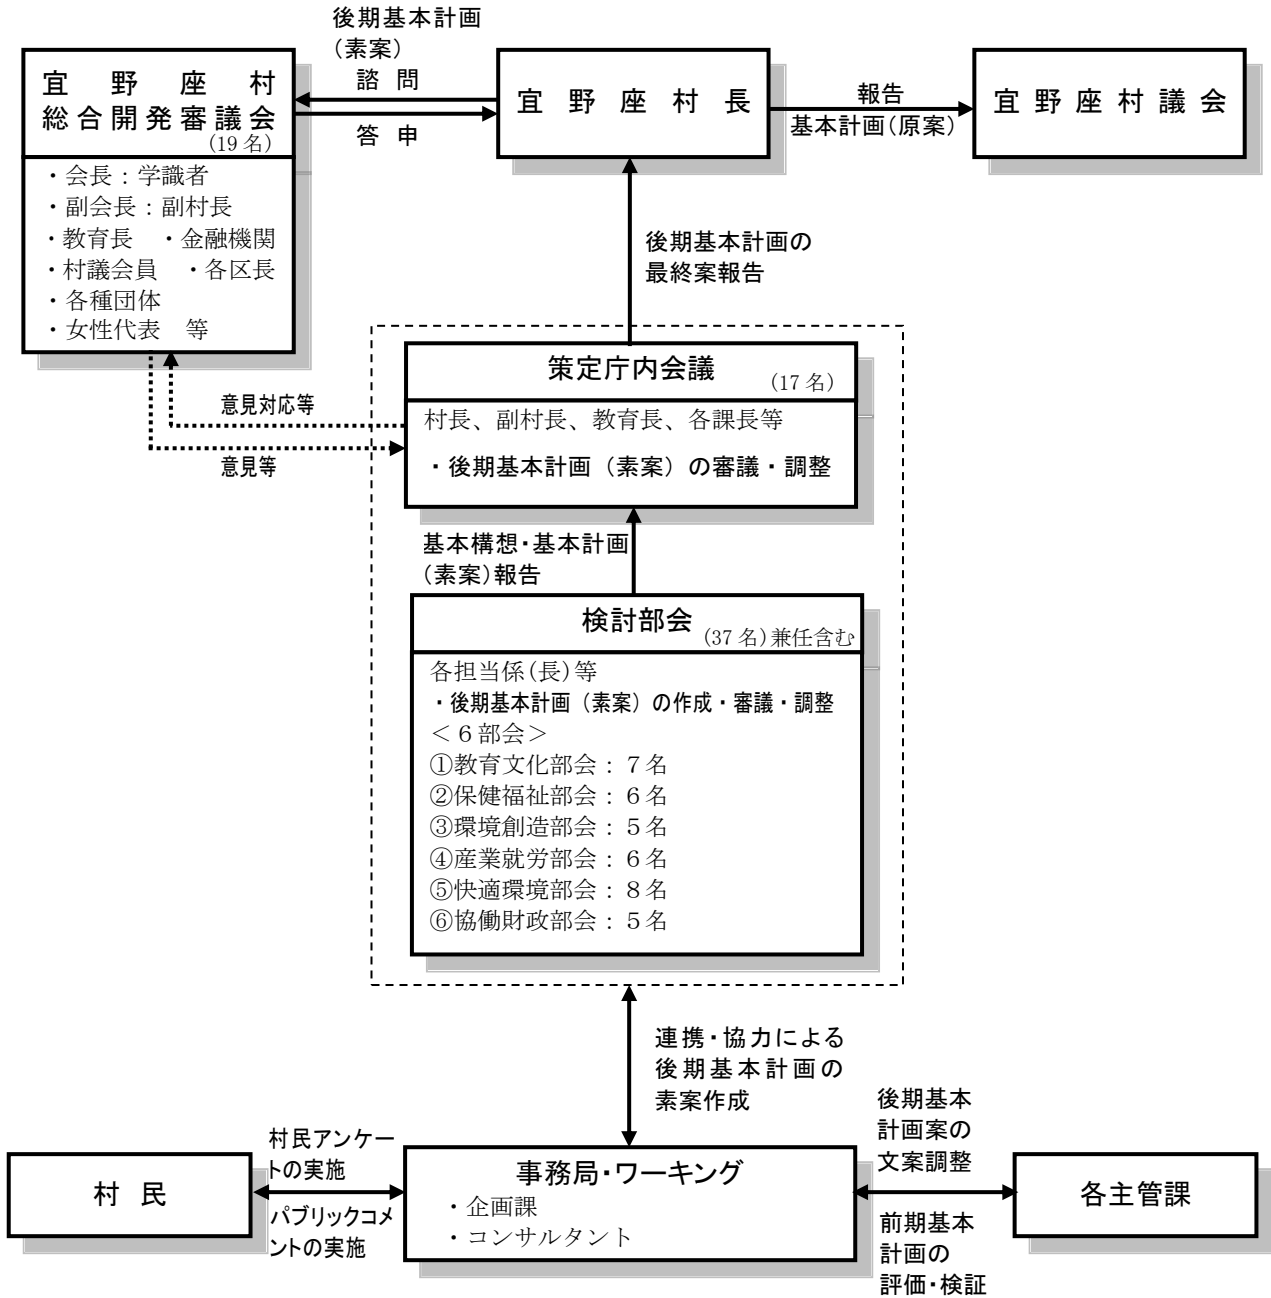 後期基本計画
（素案）
諮問
答申
宜野座村
総合開発審議会
(19名)
・会長：学識者
・副会長：副村長
・教育長　・金融機関
・村議会員　・各区長
・各種団体
・女性代表　等
宜野座村長
報告
基本計画(原案)
宜野座村議会
後期基本計画の
最終案報告
意見対応等
意見等
策定庁内会議
(17名)
村長、副村長、教育長、各課長等
・後期基本計画（素案）の審議・調整
基本構想・基本計画
(素案)報告
検討部会
(37名)兼任含む
各担当係(長)等
・後期基本計画（素案）の作成・審議・調整
＜６部会＞
①教育文化部会：７名
②保健福祉部会：６名
③環境創造部会：５名
④産業就労部会：６名
⑤快適環境部会：８名
⑥協働財政部会：５名
連携・協力による
後期基本計画の
素案作成
村民
村民アンケー
トの実施
パブリックコメ
ントの実施
事務局・ワーキング
・企画課
・コンサルタント
後期基本
計画案の
文案調整
前期基本
計画の
評価・検証
各主管課